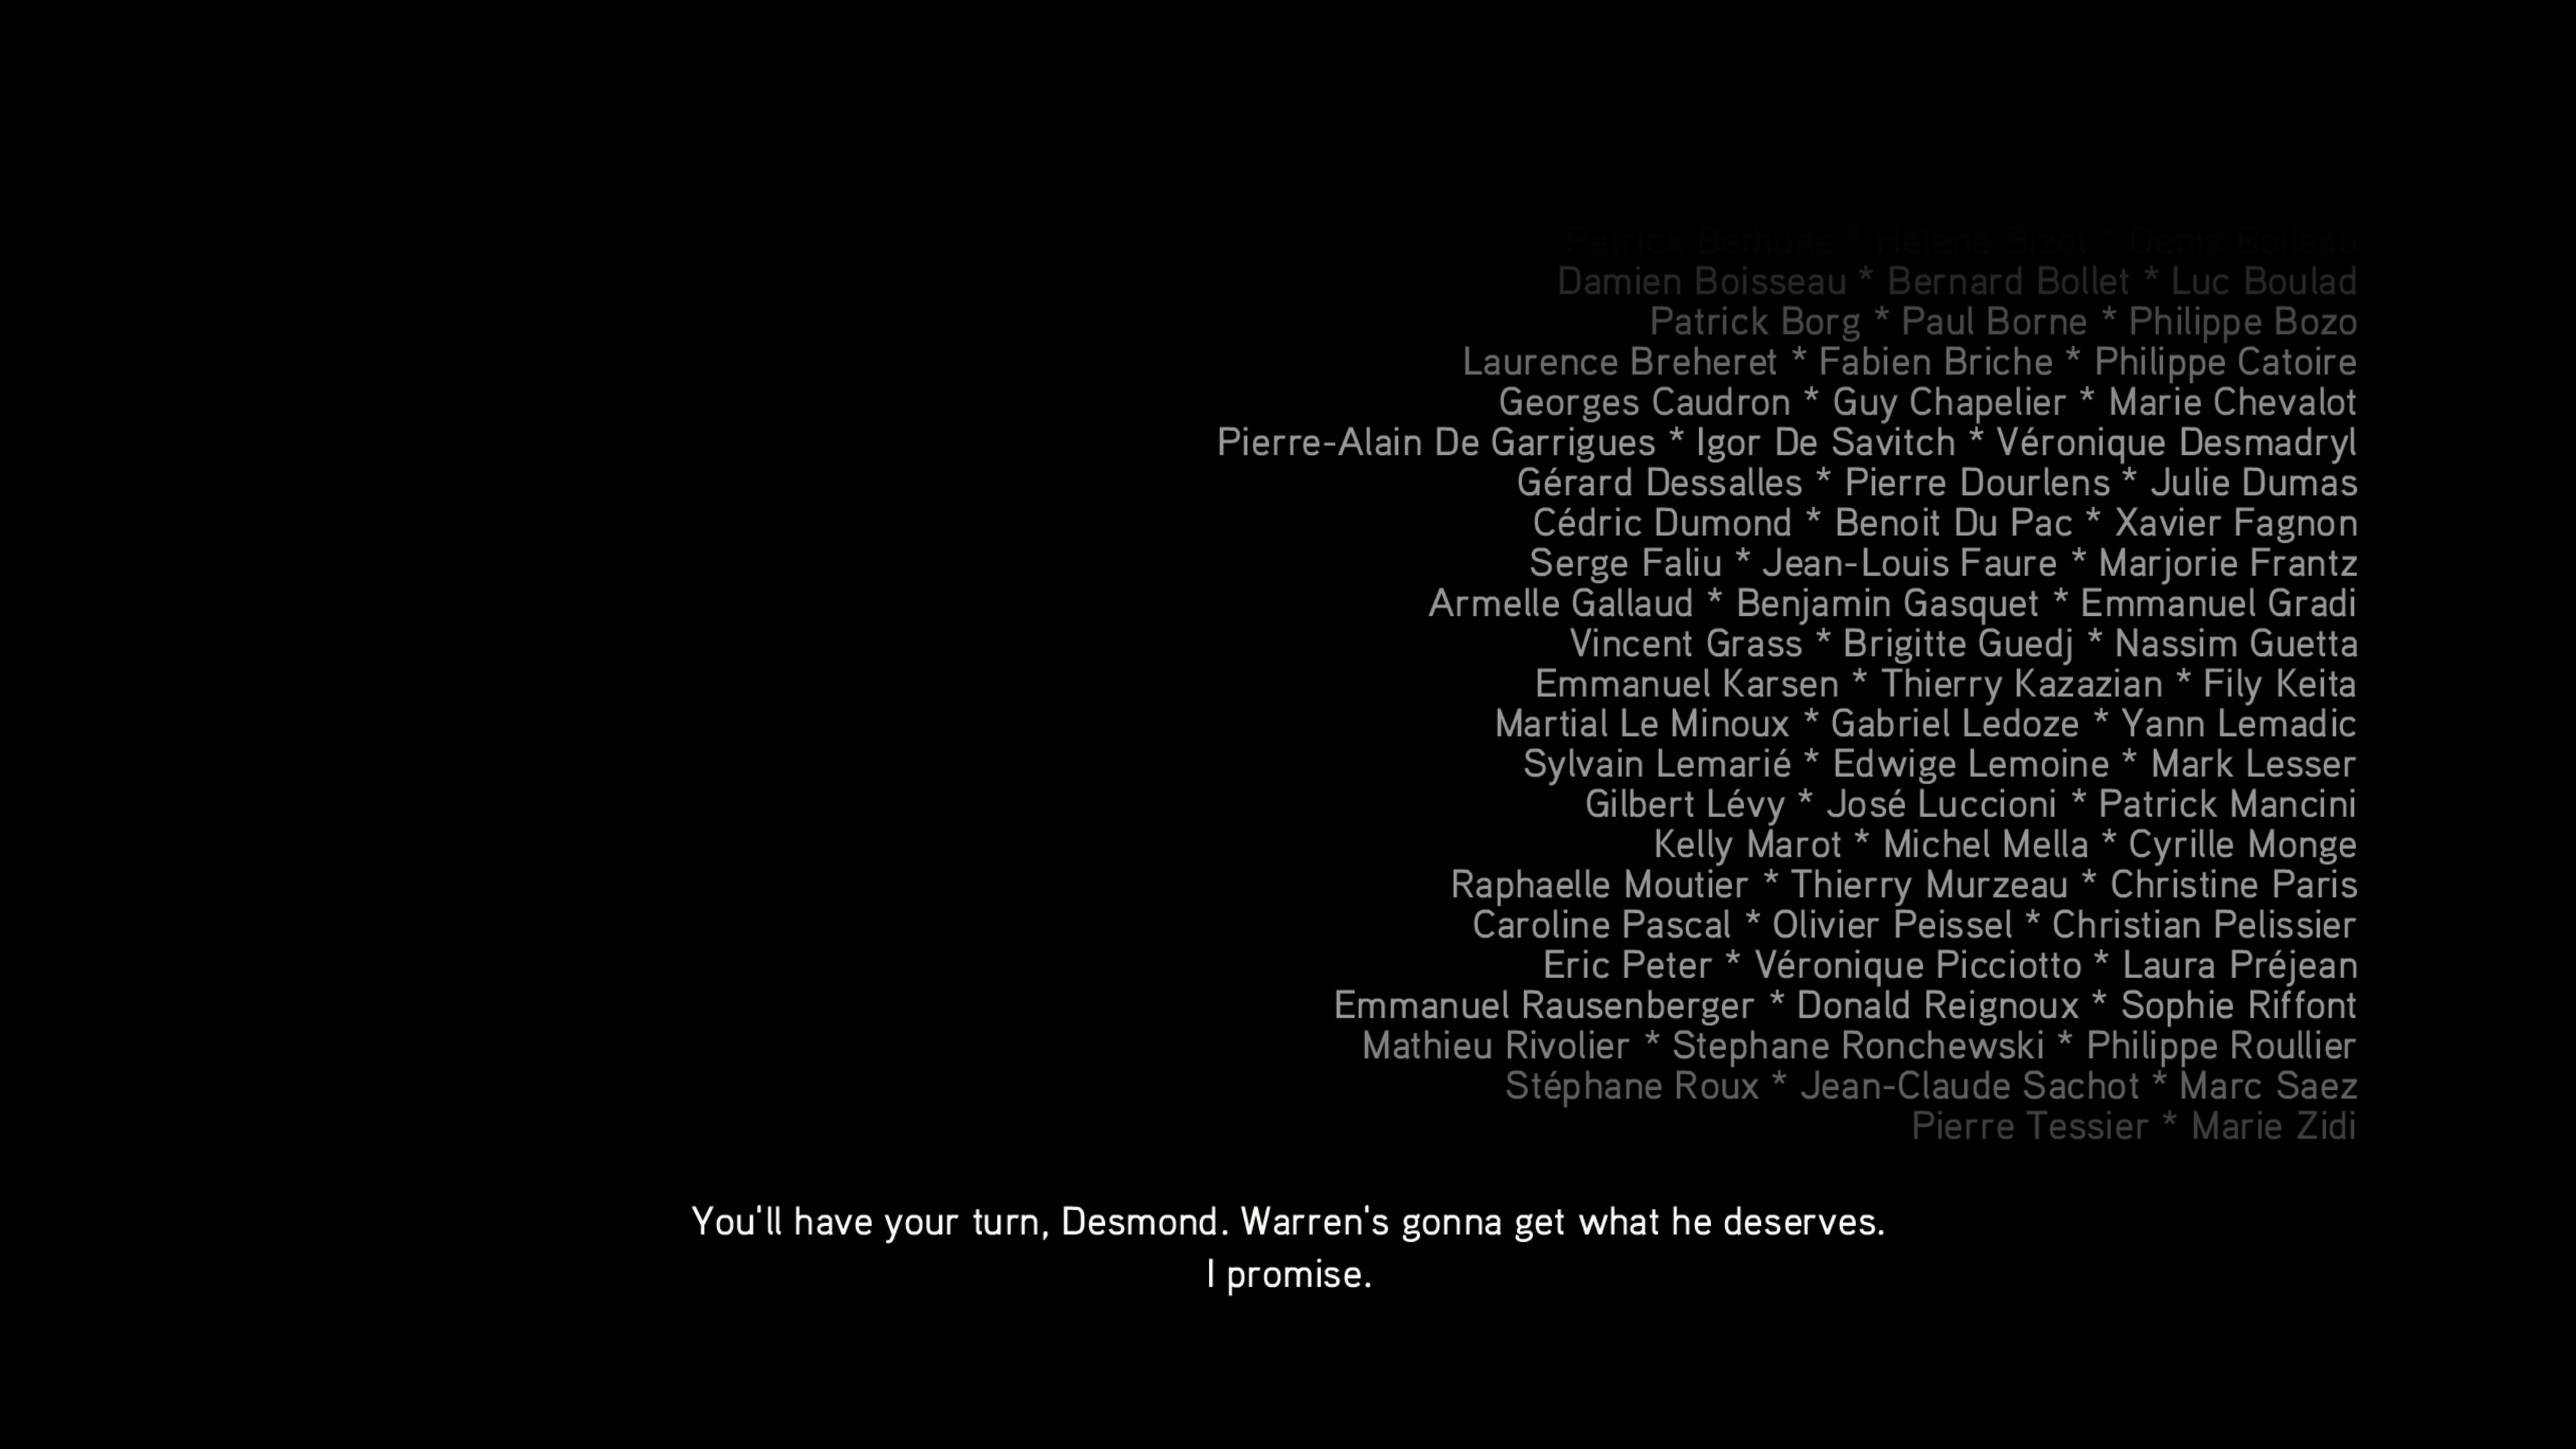 Patrick Bethune * Hélène Bizot * Denis Boileau
Damien Boisseau * Bernard Bollet * Luc Boulad
Patrick Borg * Paul Borne * Philippe Bozo
Laurence Breheret * Fabien Briche * Philippe Catoire
Georges Caudron * Guy Chapelier * Marie Chevalot
Pierre-Alain De Garrigues * Igor De Savitch * Véronique Desmadryl
Gérard Dessalles * Pierre Dourlens * Julie Dumas
Cédric Dumond * Benoit Du Pac * Xavier Fagnon
Serge Faliu * Jean-Louis Faure * Marjorie Frantz
Armelle Gallaud * Benjamin Gasquet * Emmanuel Gradi
Vincent Grass * Brigitte Guedj * Nassim Guetta
Emmanuel Karsen * Thierry Kazazian * Fily Keita
Martial Le Minoux * Gabriel Ledoze * Yann Lemadic
Sylvain Lemarié * Edwige Lemoine * Mark Lesser
Gilbert Lévy * José Luccioni * Patrick Mancini
Kelly Marot * Michel Mella * Cyrille Monge
Raphaelle Moutier * Thierry Murzeau * Christine Paris
Caroline Pascal * Olivier Peissel * Christian Pelissier
Eric Peter * Véronique Picciotto * Laura Préjean
Emmanuel Rausenberger * Donald Reignoux * Sophie Riffont
Mathieu Rivolier * Stephane Ronchewski * Philippe Roullier
Stéphane Roux * Jean-Claude Sachot * Marc Saez
Pierre Tessier * Marie Zidi
You'll have your turn, Desmond. Warren's gonna get what he deserves.
I promise.